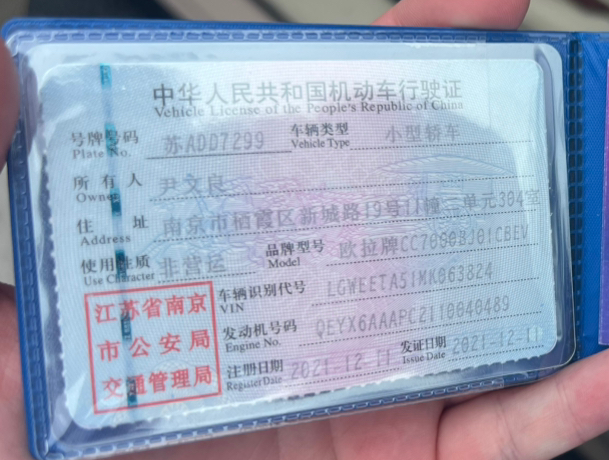 中华人民共和国机动车行驶证
Vehicle License of the People's Republic of China
号牌号码 苏ADD7299 车辆类型 小型轿车
Plate No. Vehicle Type
所有人 尹文良
Owner
住址 南京市栖霞区新城路19号11幢二单元304室
Address
使用性质 非营运 品牌型号 欧拉牌CC7000BJ01CBEV
Use Character Model
江苏省南京市公安局交通管理局
车辆识别代号 LGWEETA51MK063824
VIN
发动机号码 QEYX6AAAPC2110040489
Engine No.
注册日期 2021-12-11 发证日期 2021-12-11
Register Date Issue Date